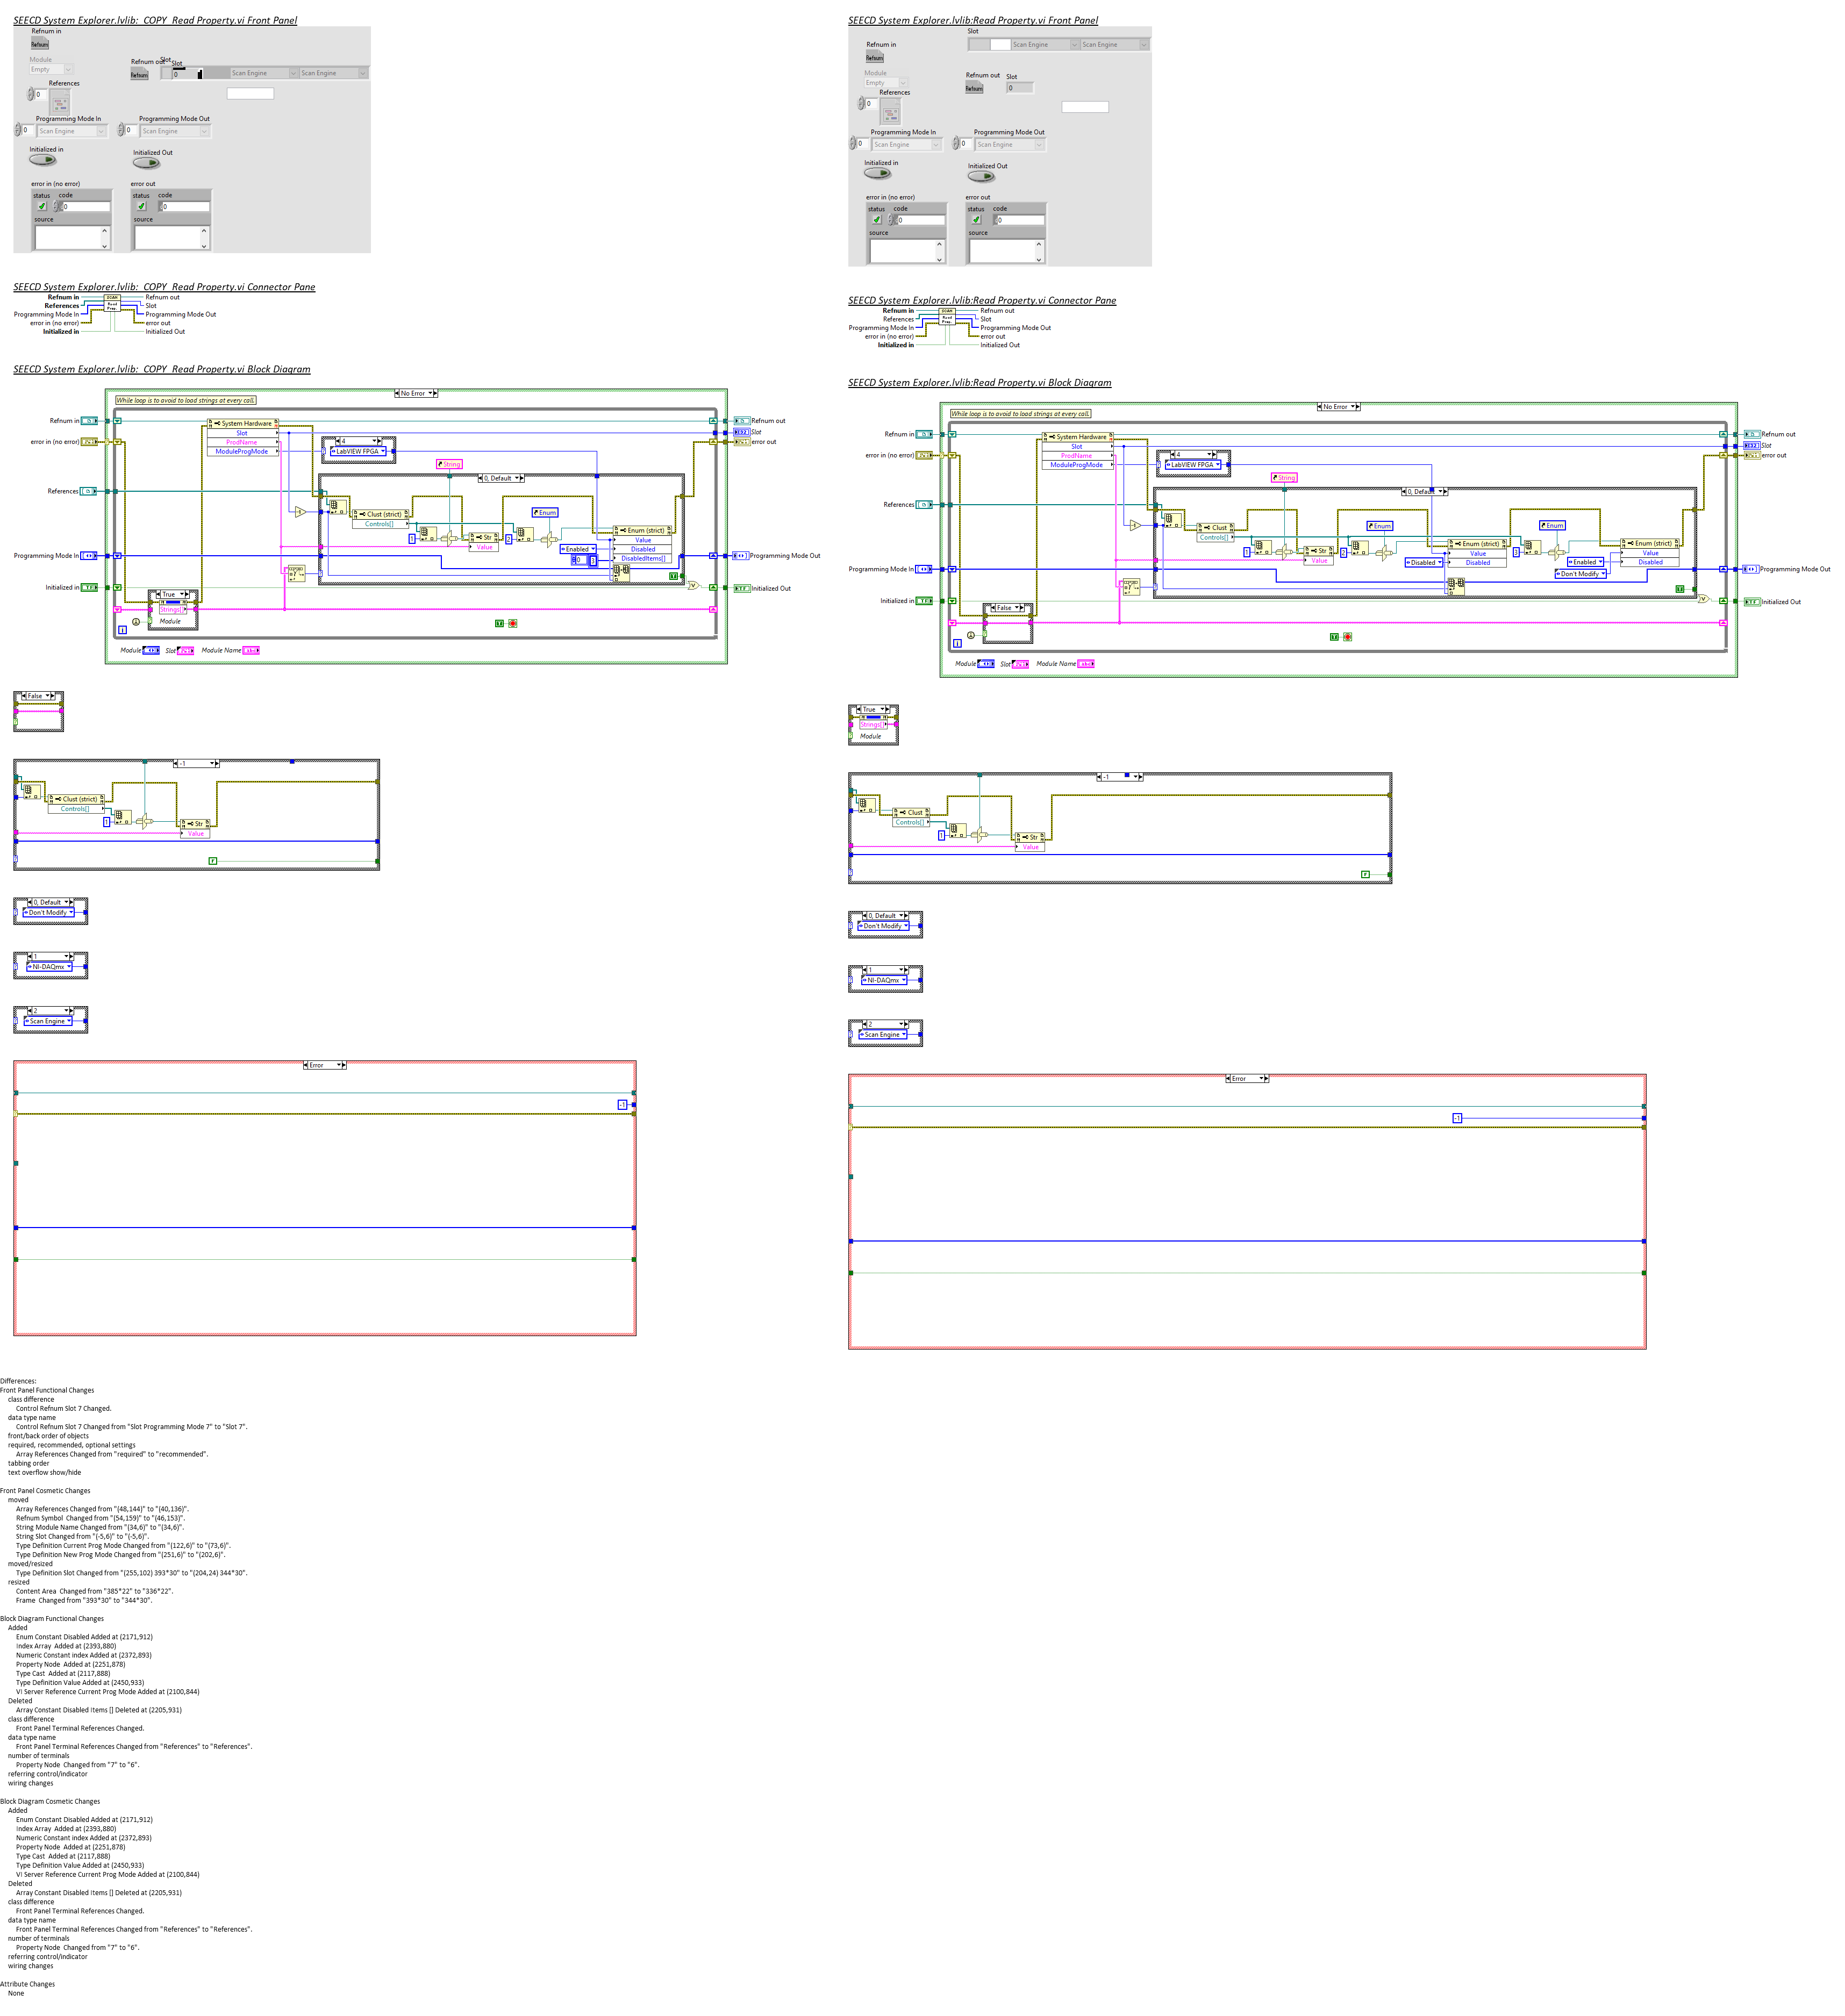 SEECD System Explorer.lvlib:_COPY_Read Property.vi Front Panel
Refnum in
Refnum
Module
Empty
References
0
Refnum out
Refnum
Slot
Slot
0
Scan Engine
Scan Engine
Programming Mode In
0
Scan Engine
Programming Mode Out
0
Scan Engine
Initialized in
Initialized Out
error in (no error)
status code
0
source
error out
status code
0
source
SEECD System Explorer.lvlib:_COPY_Read Property.vi Connector Pane
Refnum in
References
Programming Mode In
error in (no error)
Initialized in
Read
Prop.
Refnum out
Slot
Programming Mode Out
error out
Initialized Out
SEECD System Explorer.lvlib:_COPY_Read Property.vi Block Diagram
No Error
While loop is to avoid to load strings at every call.
Refnum in
error in (no error)
References
Programming Mode In
Initialized in
System Hardware
Slot
ProdName
ModuleProgMode
4
LabVIEW FPGA
String
0, Default
Clust (strict)
Controls[]
1
Str
Value
2
Enum
Enum (strict)
Value
Disabled
DisabledItems[]
Enabled
0
1
True
Strings[]
Module
i
Module
Slot
Module Name
Refnum out
Slot
error out
Programming Mode Out
Initialized Out
False
-1
Clust (strict)
Controls[]
1
Str
Value
F
0, Default
Don't Modify
1
NI-DAQmx
2
Scan Engine
Error
-1
SEECD System Explorer.lvlib:Read Property.vi Front Panel
Slot
Scan Engine
Scan Engine
Refnum in
Refnum
Module
Empty
References
0
Refnum out
Refnum
Slot
0
Programming Mode In
0
Scan Engine
Programming Mode Out
0
Scan Engine
Initialized in
Initialized Out
error in (no error)
status code
0
source
error out
status code
0
source
SEECD System Explorer.lvlib:Read Property.vi Connector Pane
Refnum in
References
Programming Mode In
error in (no error)
Initialized in
Read
Prop.
Refnum out
Slot
Programming Mode Out
error out
Initialized Out
SEECD System Explorer.lvlib:Read Property.vi Block Diagram
No Error
While loop is to avoid to load strings at every call.
Refnum in
error in (no error)
References
Programming Mode In
Initialized in
System Hardware
Slot
ProdName
ModuleProgMode
4
LabVIEW FPGA
String
0, Defau
Clust
Controls[]
1
Str
Value
2
Enum
Enum (strict)
Value
Disabled
Disabled
3
Enum
Enum (strict)
Value
Disabled
Enabled
Don't Modify
False
i
Module
Slot
Module Name
Refnum out
Slot
error out
Programming Mode Out
Initialized Out
True
Strings[]
Module
-1
Clust
Controls[]
1
Str
Value
F
0, Default
Don't Modify
1
NI-DAQmx
2
Scan Engine
Error
-1
Differences:
Front Panel Functional Changes
class difference
Control Refnum Slot 7 Changed.
data type name
Control Refnum Slot 7 Changed from "Slot Programming Mode 7" to "Slot 7".
front/back order of objects
required, recommended, optional settings
Array References Changed from "required" to "recommended".
tabbing order
text overflow show/hide
Front Panel Cosmetic Changes
moved
Array References Changed from "(48,144)" to "(40,136)".
Refnum Symbol  Changed from "(54,159)" to "(46,153)".
String Module Name Changed from "(34,6)" to "(34,6)".
String Slot Changed from "(-5,6)" to "(-5,6)".
Type Definition Current Prog Mode Changed from "(122,6)" to "(73,6)".
Type Definition New Prog Mode Changed from "(251,6)" to "(202,6)".
moved/resized
Type Definition Slot Changed from "(255,102) 393*30" to "(204,24) 344*30".
resized
Content Area  Changed from "385*22" to "336*22".
Frame  Changed from "393*30" to "344*30".
Block Diagram Functional Changes
Added
Enum Constant Disabled Added at (2171,912)
Index Array  Added at (2393,880)
Numeric Constant index Added at (2372,893)
Property Node  Added at (2251,878)
Type Cast  Added at (2117,888)
Type Definition Value Added at (2450,933)
VI Server Reference Current Prog Mode Added at (2100,844)
Deleted
Array Constant Disabled Items [] Deleted at (2205,931)
class difference
Front Panel Terminal References Changed.
data type name
Front Panel Terminal References Changed from "References" to "References".
number of terminals
Property Node  Changed from "7" to "6".
referring control/indicator
wiring changes
Block Diagram Cosmetic Changes
Added
Enum Constant Disabled Added at (2171,912)
Index Array  Added at (2393,880)
Numeric Constant index Added at (2372,893)
Property Node  Added at (2251,878)
Type Cast  Added at (2117,888)
Type Definition Value Added at (2450,933)
VI Server Reference Current Prog Mode Added at (2100,844)
Deleted
Array Constant Disabled Items [] Deleted at (2205,931)
class difference
Front Panel Terminal References Changed.
data type name
Front Panel Terminal References Changed from "References" to "References".
number of terminals
Property Node  Changed from "7" to "6".
referring control/indicator
wiring changes
Attribute Changes
None